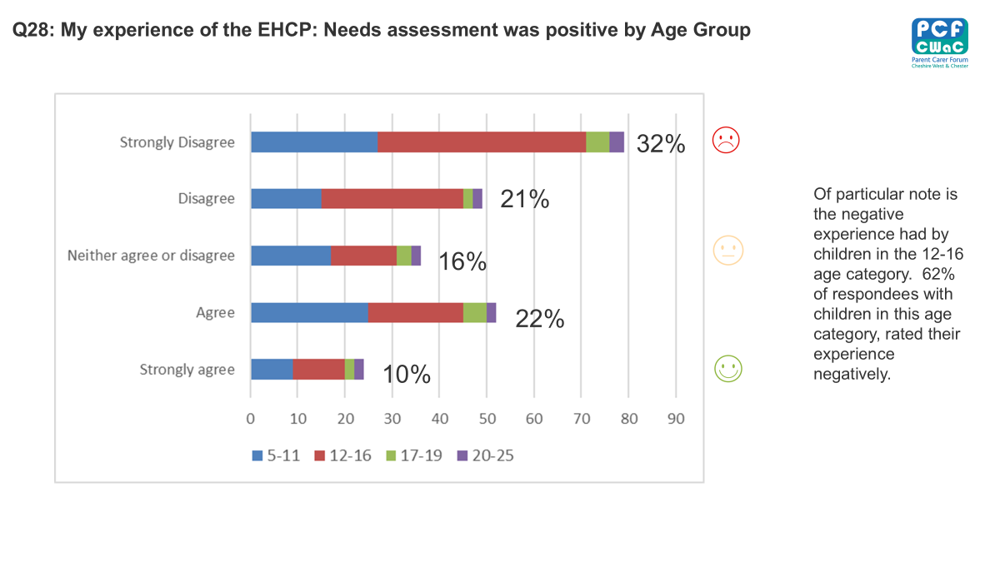 Q28: My experience of the EHCP: Needs assessment was positive by Age Group
PCF
CWaC
Parent Carer Forum
Cheshire West & Chester
Strongly Disagree
32%
Disagree
21%
Neither agree or disagree
16%
Agree
22%
Strongly agree
10%
0 10 20 30 40 50 60 70 80 90
5-11 12-16 17-19 20-25
Of particular note is
the negative
experience had by
children in the 12-16
age category. 62%
of respondees with
children in this age
category, rated their
experience
negatively.